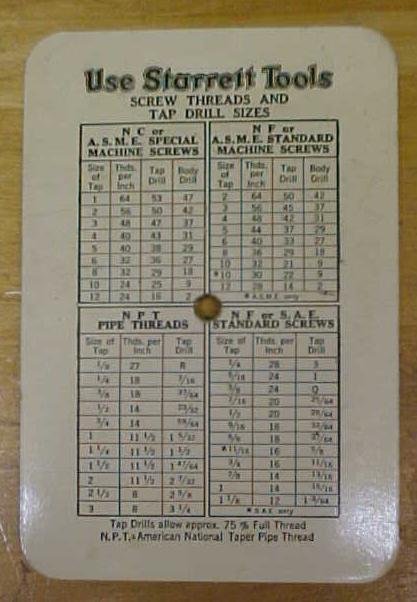 Use Starrett Tools
SCREW THREADS AND
TAP DRILL SIZES
N C or
A.S.M.E. SPECIAL
MACHINE SCREWS
Size of Tap Thds. per Inch Tap Drill Body Drill
1 64 53 47
2 56 50 42
3 48 47 37
4 40 43 31
5 40 38 29
6 32 36 27
8 32 29 18
10 24 25 9
12 24 16 2
N F or
A.S.M.E. STANDARD
MACHINE SCREWS
Size of Tap Thds. per Inch Tap Drill Body Drill
2 64 50 42
3 56 45 37
4 48 42 31
5 44 37 29
6 40 33 27
8 36 29 18
10 32 21 9
*10 30 22 9
12 28 14 2
* A.S.M.E. only
N P T
PIPE THREADS
Size of Tap Thds. per Inch Tap Drill
1/8 27 R
1/4 18 7/16
3/8 18 37/64
1/2 14 23/32
3/4 14 59/64
1 11 1/2 1 5/32
1 1/4 11 1/2 1 1/2
1 1/2 11 1/2 1 47/64
2 11 1/2 2 7/32
2 1/2 8 2 5/8
3 8 3 1/4
N F or S.A.E.
STANDARD SCREWS
Size of Tap Thds. per Inch Tap Drill
1/4 28 3
5/16 24 I
3/8 24 Q
7/16 20 25/64
1/2 20 29/64
9/16 18 33/64
5/8 18 37/64
*11/16 16 5/8
3/4 16 11/16
7/8 14 13/16
1 14 15/16
1 1/8 12 1 3/64
* S.A.E. only
Tap Drills allow approx. 75 % Full Thread
N.P.T.=American National Taper Pipe Thread